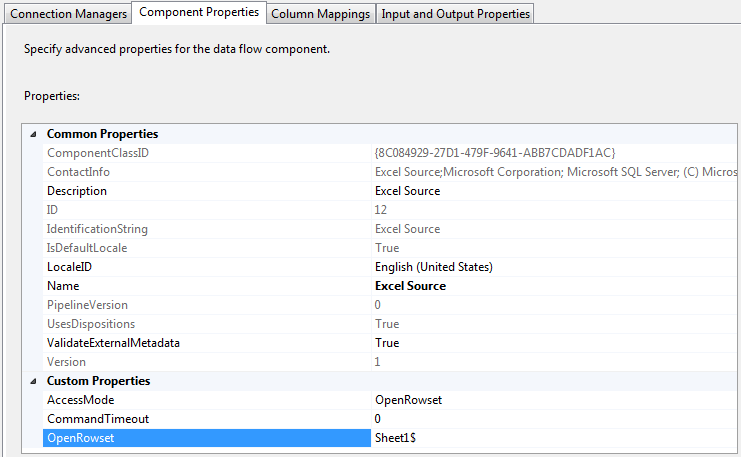 Connection Managers Component Properties Column Mappings Input and Output Properties
Specify advanced properties for the data flow component.
Properties:
Common Properties
ComponentClassID {8C084929-27D1-479F-9641-ABB7CDADF1AC}
ContactInfo Excel Source;Microsoft Corporation; Microsoft SQL Server; (C) Micros
Description Excel Source
ID 12
IdentificationString Excel Source
IsDefaultLocale True
LocaleID English (United States)
Name Excel Source
PipelineVersion 0
UsesDispositions True
ValidateExternalMetadata True
Version 1
Custom Properties
AccessMode OpenRowset
CommandTimeout 0
OpenRowset Sheet1$